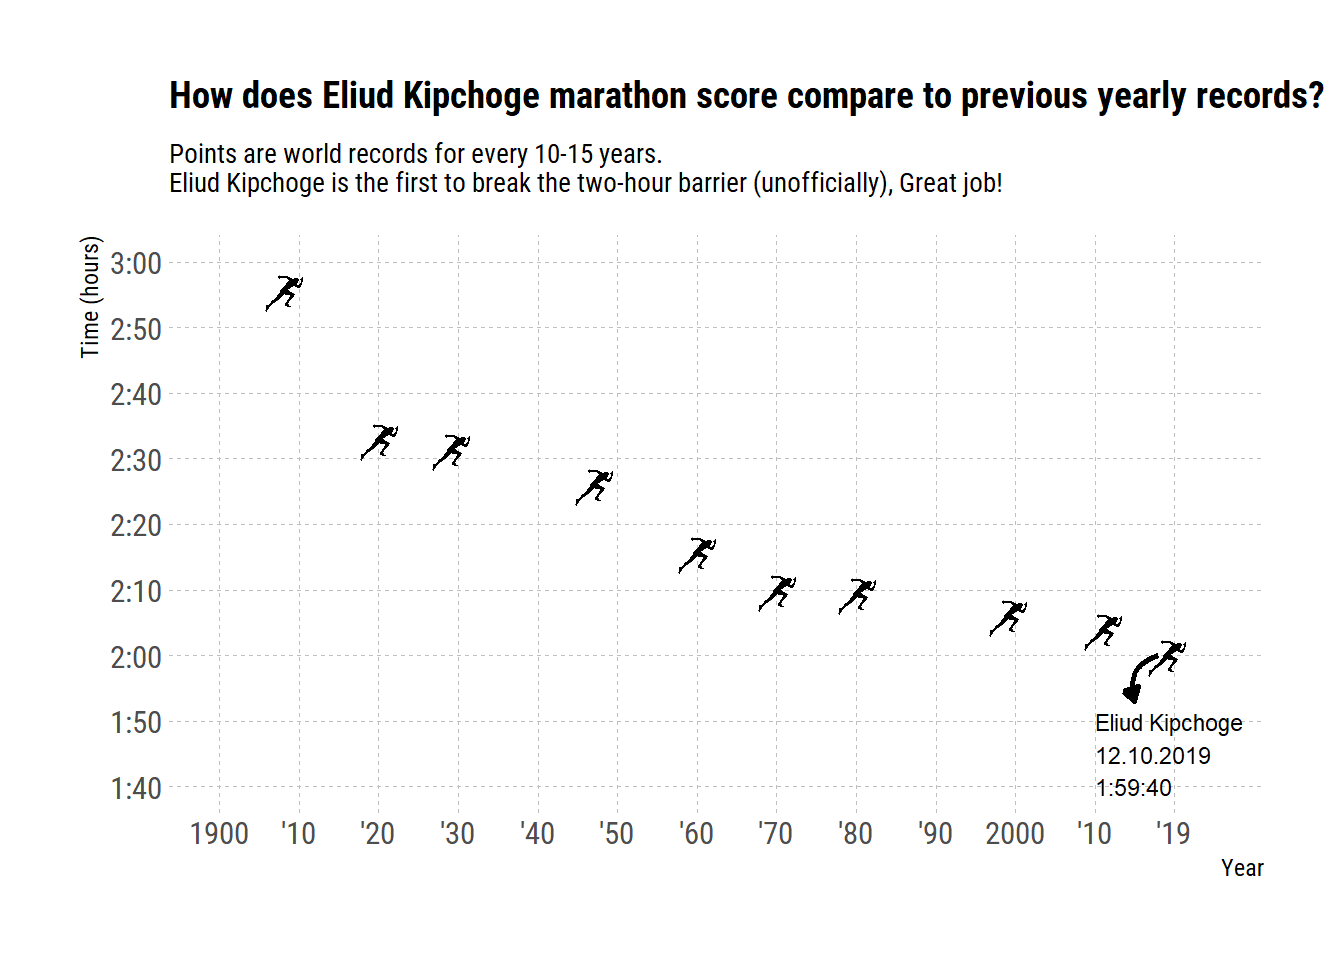 How does Eliud Kipchoge marathon score compare to previous yearly records?
Points are world records for every 10-15 years.
Eliud Kipchoge is the first to break the two-hour barrier (unofficially), Great job!
Time (hours)
3:00
2:50
2:40
2:30
2:20
2:10
2:00
1:50
1:40
Eliud Kipchoge
12.10.2019
1:59:40
1900 '10 '20 '30 '40 '50 '60 '70 '80 '90 2000 '10 '19
Year